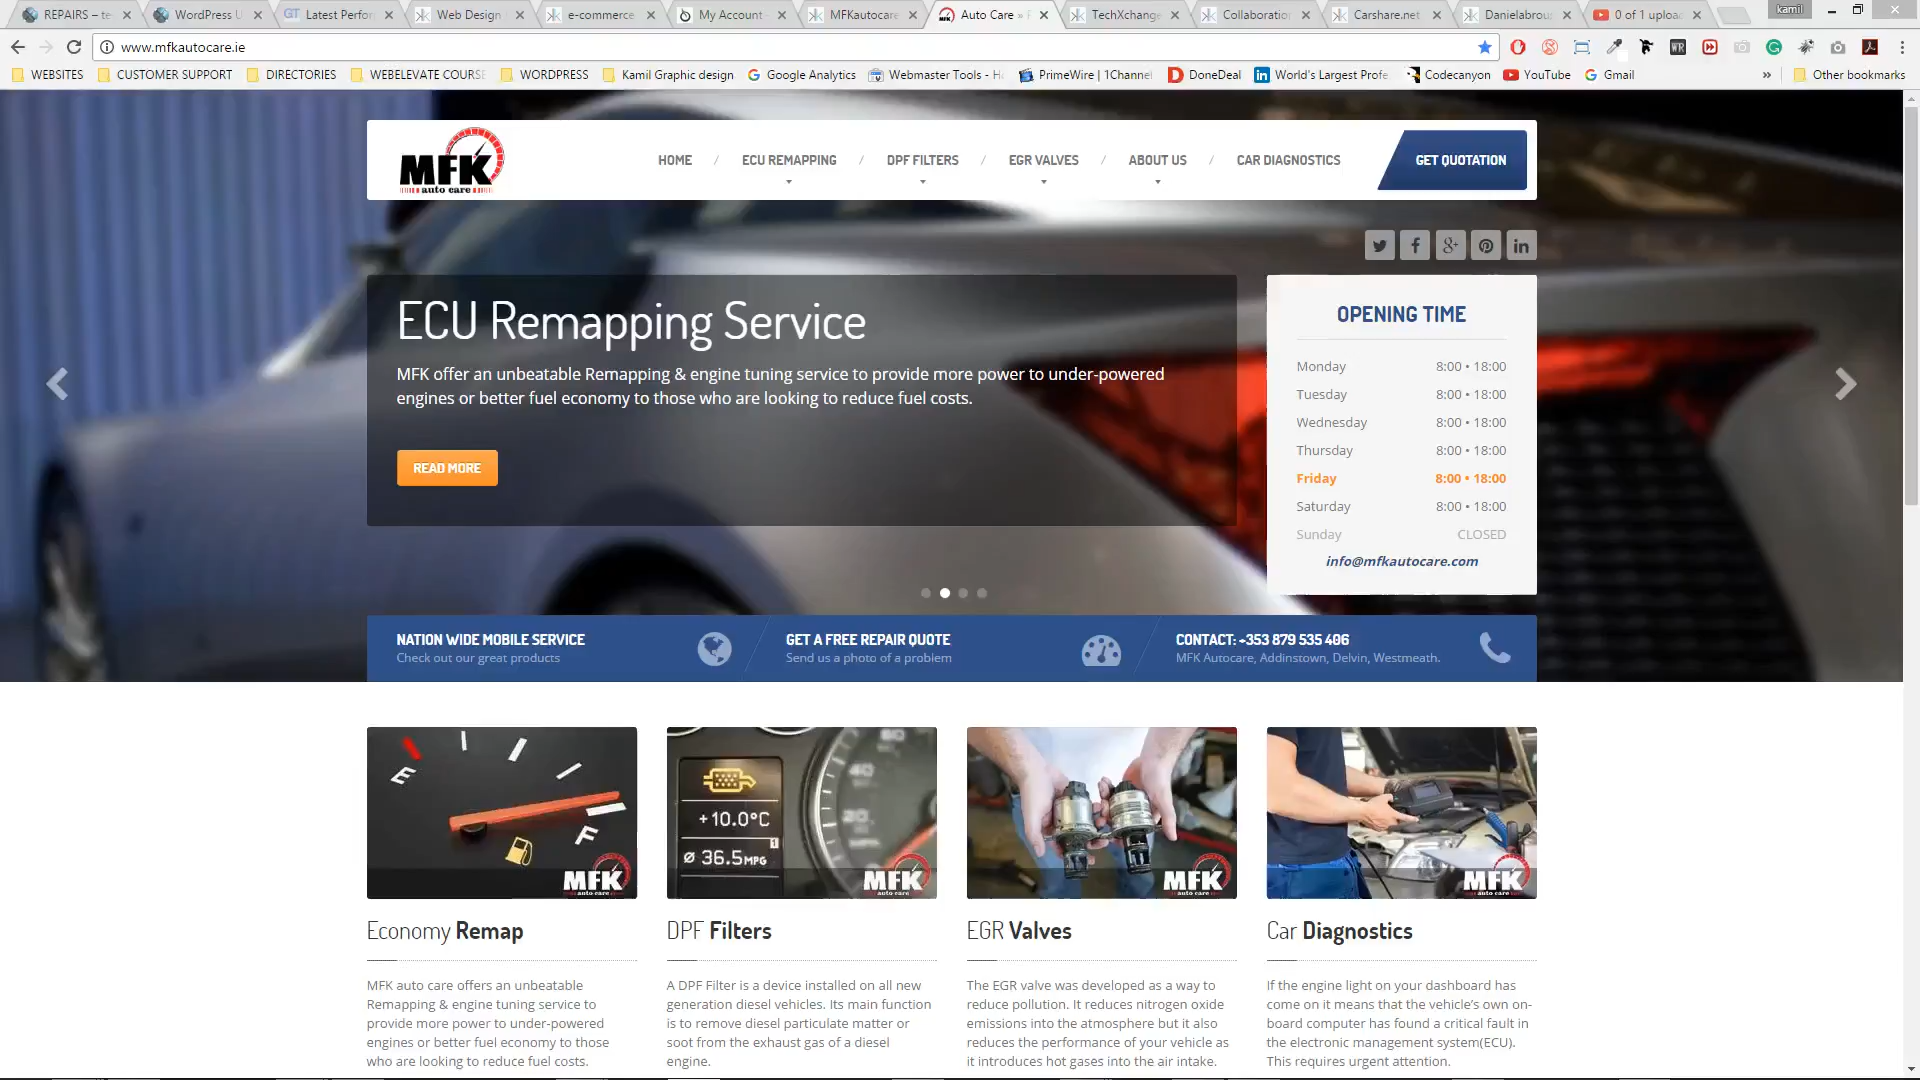 REPAIRS – te
WordPress U
Latest Perfor
Web Design
e-commerce
My Account
MFKautocare
Auto Care » F
TechXchange
Collaboratio
Carshare.net
Danielabrou
0 of 1 uploa
kamil
www.mfkautocare.ie
WEBSITES
CUSTOMER SUPPORT
DIRECTORIES
WEBELEVATE COURSE
WORDPRESS
Kamil Graphic design
Google Analytics
Webmaster Tools - H
PrimeWire | 1Channel
DoneDeal
World's Largest Profe
Codecanyon
YouTube
Gmail
»
Other bookmarks
MFK
auto care
HOME / ECU REMAPPING / DPF FILTERS / EGR VALVES / ABOUT US / CAR DIAGNOSTICS
GET QUOTATION
ECU Remapping Service
MFK offer an unbeatable Remapping & engine tuning service to provide more power to under-powered
engines or better fuel economy to those who are looking to reduce fuel costs.
READ MORE
OPENING TIME
Monday 8:00 • 18:00
Tuesday 8:00 • 18:00
Wednesday 8:00 • 18:00
Thursday 8:00 • 18:00
Friday 8:00 • 18:00
Saturday 8:00 • 18:00
Sunday CLOSED
info@mfkautocare.com
NATION WIDE MOBILE SERVICE
Check out our great products
GET A FREE REPAIR QUOTE
Send us a photo of a problem
CONTACT: +353 879 535 406
MFK Autocare, Addinstown, Delvin, Westmeath.
E
F
MFK
auto care
+10.0°C
Ø 36.5 MPG
MFK
auto care
MFK
auto care
MFK
auto care
Economy Remap
MFK auto care offers an unbeatable
Remapping & engine tuning service to
provide more power to under-powered
engines or better fuel economy to those
who are looking to reduce fuel costs.
DPF Filters
A DPF Filter is a device installed on all new
generation diesel vehicles. Its main function
is to remove diesel particulate matter or
soot from the exhaust gas of a diesel
engine.
EGR Valves
The EGR valve was developed as a way to
reduce pollution. It reduces nitrogen oxide
emissions into the atmosphere but it also
reduces the performance of your vehicle as
it introduces hot gases into the air intake.
Car Diagnostics
If the engine light on your dashboard has
come on it means that the vehicle's own on-
board computer has found a critical fault in
the electronic management system(ECU).
This requires urgent attention.